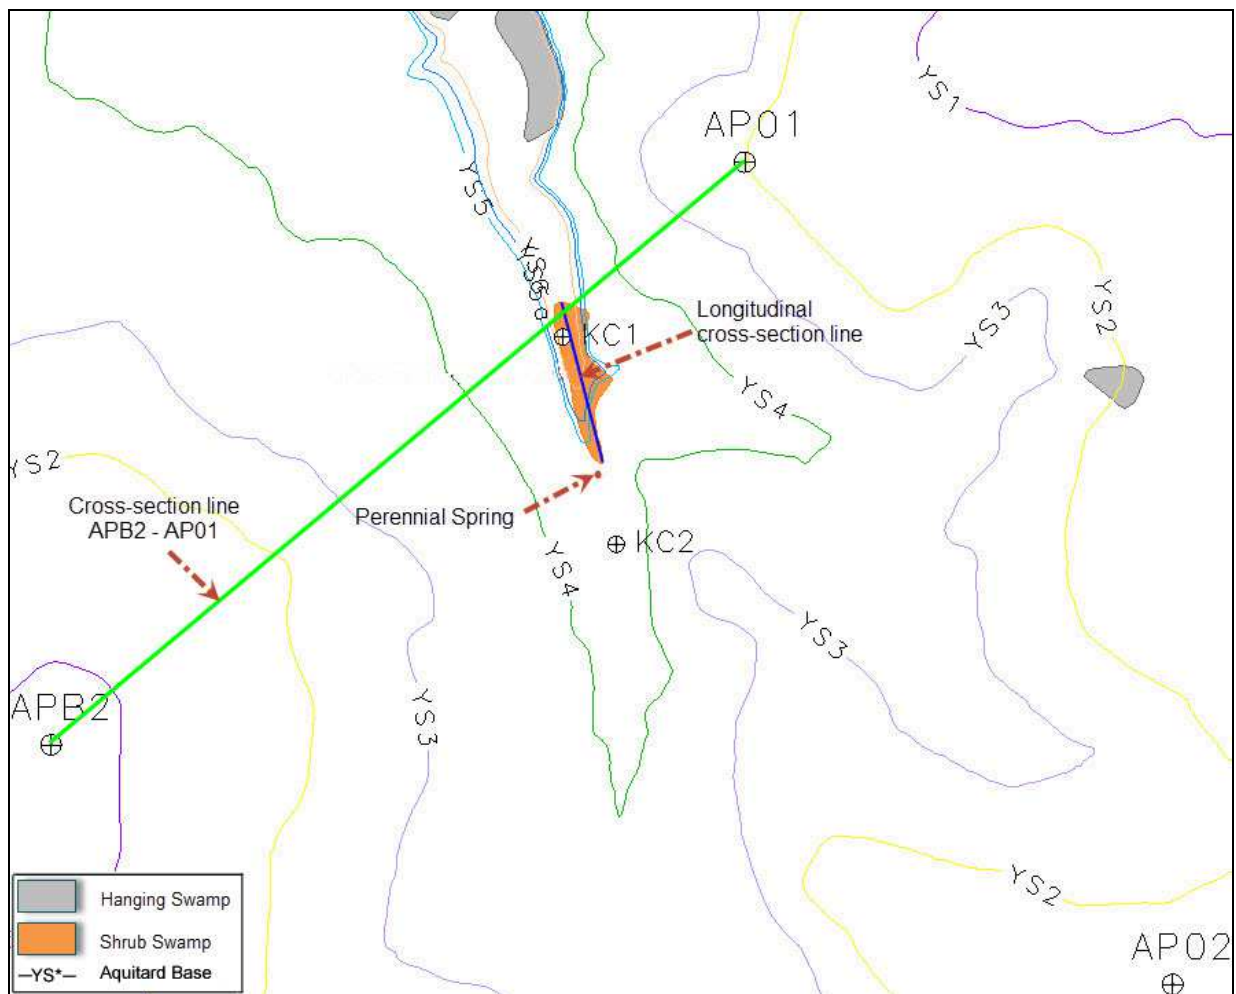 YS1
AP01
YS5
YS6
YS5a
KC1
Longitudinal
cross-section line
YS3
YS2
YS4
YS2
Cross-section line
APB2 - AP01
Perennial Spring
KC2
YS4
YS3
APB2
YS3
YS2
Hanging Swamp
Shrub Swamp
—YS*— Aquitard Base
AP02